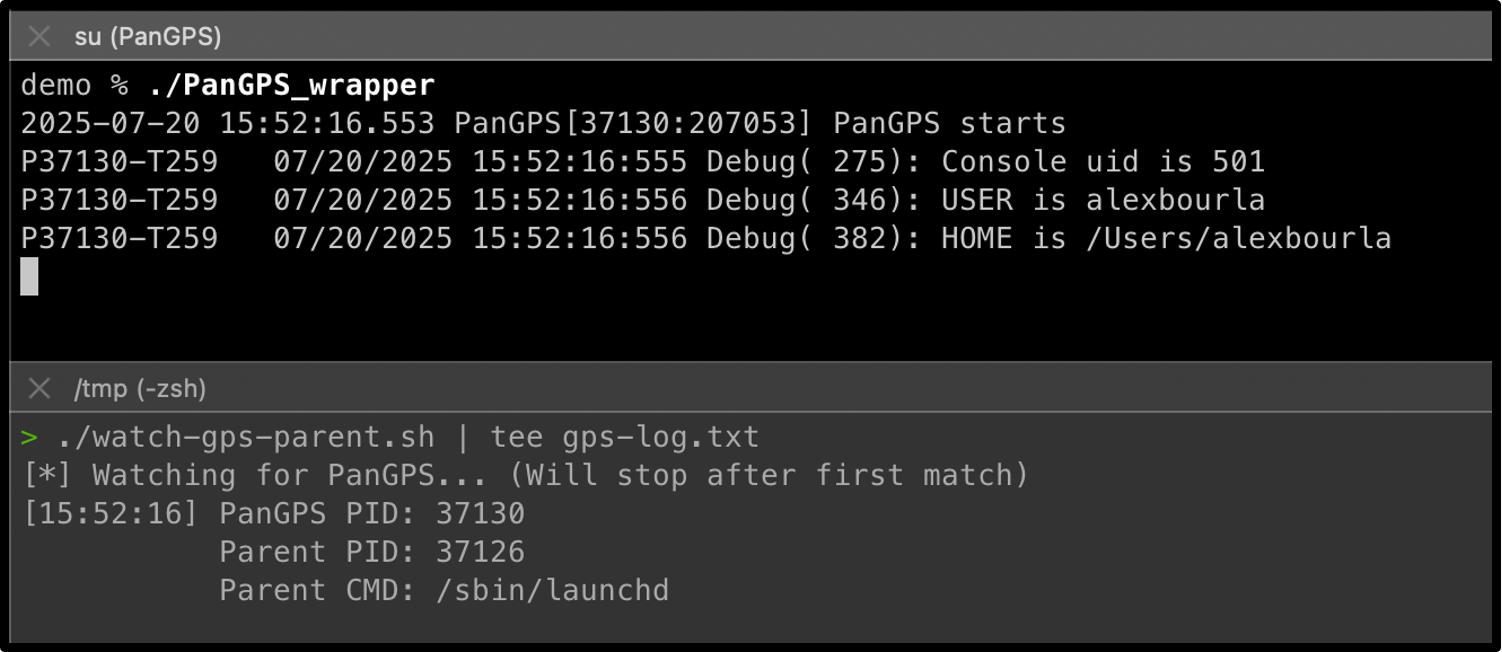 su (PanGPS)
demo % ./PanGPS_wrapper
2025-07-20 15:52:16.553 PanGPS[37130:207053] PanGPS starts
P37130-T259   07/20/2025 15:52:16:555 Debug( 275): Console uid is 501
P37130-T259   07/20/2025 15:52:16:556 Debug( 346): USER is alexbourla
P37130-T259   07/20/2025 15:52:16:556 Debug( 382): HOME is /Users/alexbourla
/tmp (-zsh)
> ./watch-gps-parent.sh | tee gps-log.txt
[*] Watching for PanGPS... (Will stop after first match)
[15:52:16] PanGPS PID: 37130
           Parent PID: 37126
           Parent CMD: /sbin/launchd